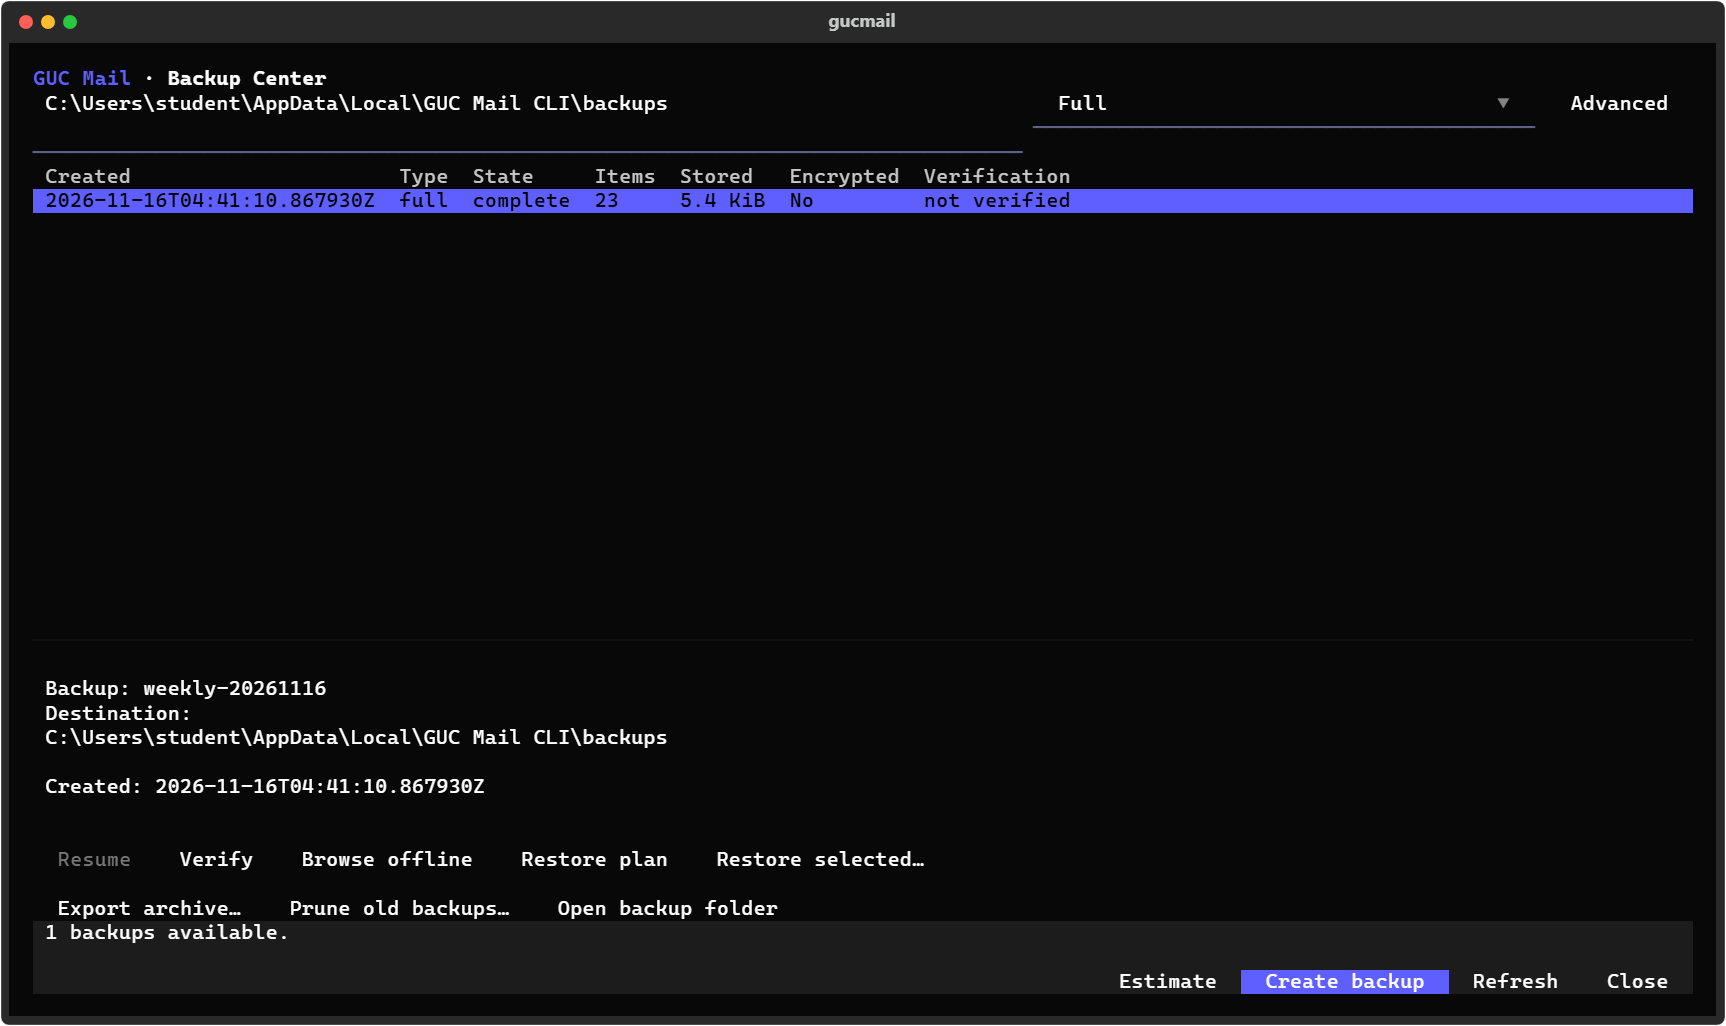 gucmail
GUC Mail · Backup Center
C:\Users\student\AppData\Local\GUC Mail CLI\backups Full ▼ Advanced
Created Type State Items Stored Encrypted Verification
2026-11-16T04:41:10.867930Z full complete 23 5.4 KiB No not verified
Backup: weekly-20261116
Destination:
C:\Users\student\AppData\Local\GUC Mail CLI\backups
Created: 2026-11-16T04:41:10.867930Z
Resume Verify Browse offline Restore plan Restore selected…
Export archive… Prune old backups… Open backup folder
1 backups available.
Estimate Create backup Refresh Close